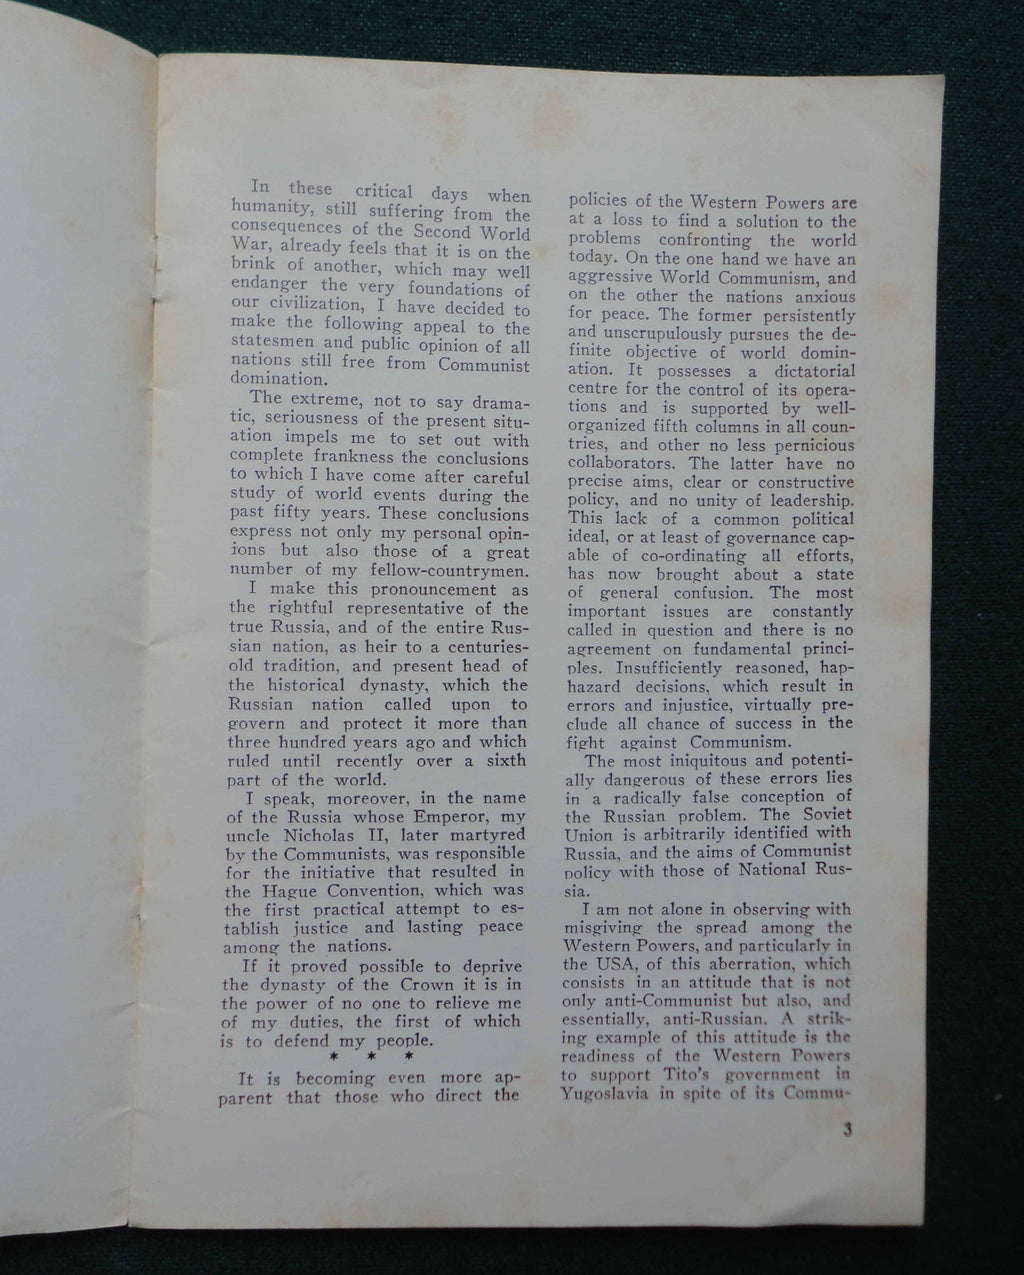 In these critical days when
humanity, still suffering from the
consequences of the Second World
War, already feels that it is on the
brink of another, which may well
endanger the very foundations of
our civilization, I have decided to
make the following appeal to the
statesmen and public opinion of all
nations still free from Communist
domination.
The extreme, not to say drama-
tic, seriousness of the present situ-
ation impels me to set out with
complete frankness the conclusions
to which I have come after careful
study of world events during the
past fifty years. These conclusions
express not only my personal opin-
ions but also those of a great
number of my fellow-countrymen.
I make this pronouncement as
the rightful representative of the
true Russia, and of the entire Rus-
sian nation, as heir to a centuries-
old tradition, and present head of
the historical dynasty, which the
Russian nation called upon to
govern and protect it more than
three hundred years ago and which
ruled until recently over a sixth
part of the world.
I speak, moreover, in the name
of the Russia whose Emperor, my
uncle Nicholas II, later martyred
by the Communists, was responsible
for the initiative that resulted in
the Hague Convention, which was
the first practical attempt to es-
tablish justice and lasting peace
among the nations.
If it proved possible to deprive
the dynasty of the Crown it is in
the power of no one to relieve me
of my duties, the first of which
is to defend my people.
* * *
It is becoming even more ap-
parent that those who direct the
policies of the Western Powers are
at a loss to find a solution to the
problems confronting the world
today. On the one hand we have an
aggressive World Communism, and
on the other the nations anxious
for peace. The former persistently
and unscrupulously pursues the de-
finite objective of world domin-
ation. It possesses a dictatorial
centre for the control of its opera-
tions and is supported by well-
organized fifth columns in all coun-
tries, and other no less pernicious
collaborators. The latter have no
precise aims, clear or constructive
policy, and no unity of leadership.
This lack of a common political
ideal, or at least of governance cap-
able of co-ordinating all efforts,
has now brought about a state
of general confusion. The most
important issues are constantly
called in question and there is no
agreement on fundamental princi-
ples. Insufficiently reasoned, hap-
hazard decisions, which result in
errors and injustice, virtually pre-
clude all chance of success in the
fight against Communism.
The most iniquitous and potenti-
ally dangerous of these errors lies
in a radically false conception of
the Russian problem. The Soviet
Union is arbitrarily identified with
Russia, and the aims of Communist
policy with those of National Rus-
sia.
I am not alone in observing with
misgiving the spread among the
Western Powers, and particularly in
the USA, of this aberration, which
consists in an attitude that is not
only anti-Communist but also, and
essentially, anti-Russian. A strik-
ing example of this attitude is the
readiness of the Western Powers
to support Tito's government in
Yugoslavia in spite of its Commu-
3